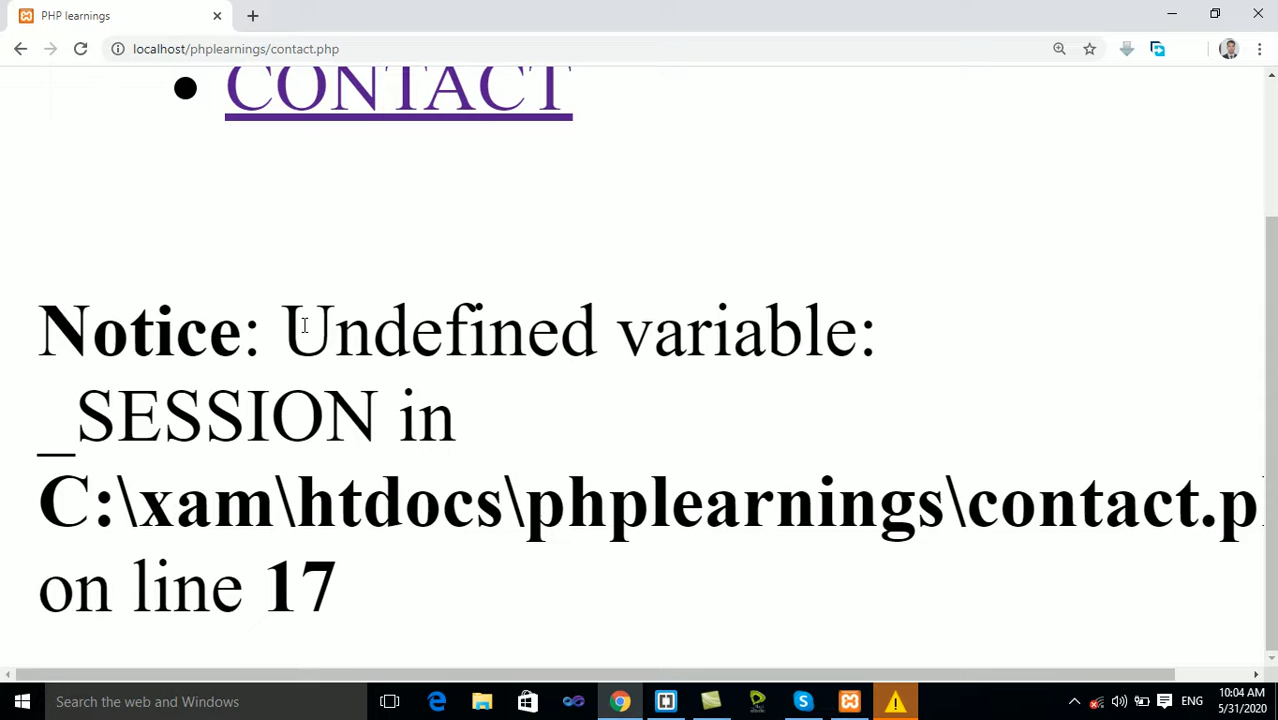 PHP learnings
localhost/phplearnings/contact.php
CONTACT
Notice: Undefined variable:
_SESSION in
C:\xam\htdocs\phplearnings\contact.p
on line 17
Search the web and Windows
ENG
10:04 AM
5/31/2020